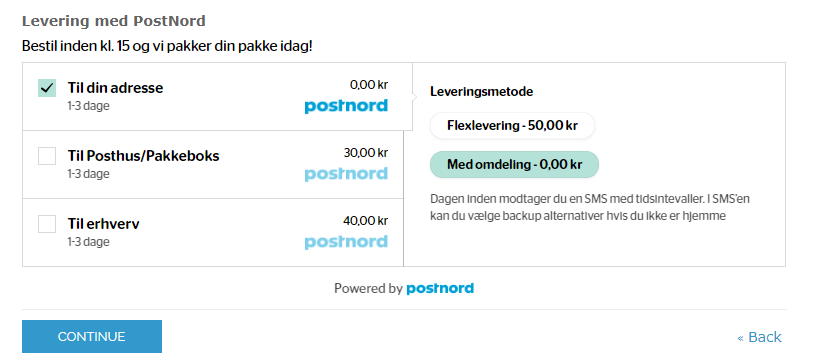 Levering med PostNord
Bestil inden kl. 15 og vi pakker din pakke idag!
Til din adresse
0,00 kr
1-3 dage
postnord
Til Posthus/Pakkeboks
30,00 kr
1-3 dage
postnord
Til erhverv
40,00 kr
1-3 dage
postnord
Leveringsmetode
Flexlevering - 50,00 kr
Med omdeling - 0,00 kr
Dagen inden modtager du en SMS med tidsintevaller. I SMS'en
kan du vælge backup alternativer hvis du ikke er hjemme
Powered by postnord
CONTINUE
« Back